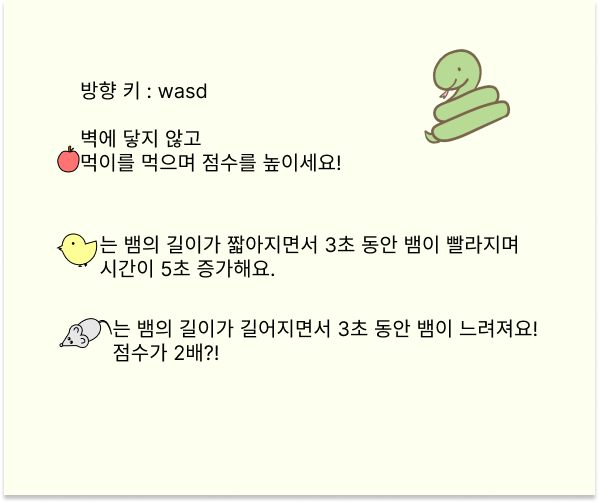 방향 키 : wasd
벽에 닿지 않고
먹이를 먹으며 점수를 높이세요!
는 뱀의 길이가 짧아지면서 3초 동안 뱀이 빨라지며
시간이 5초 증가해요.
는 뱀의 길이가 길어지면서 3초 동안 뱀이 느려져요!
점수가 2배?!